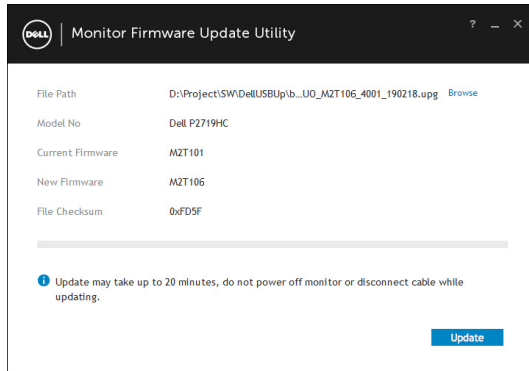 DELL Monitor Firmware Update Utility ? _ X
File Path D:\Project\SW\DellUSBUp\b...UO_M2T106_4001_190218.upg Browse
Model No Dell P2719HC
Current Firmware M2T101
New Firmware M2T106
File Checksum 0xFD5F
i Update may take up to 20 minutes, do not power off monitor or disconnect cable while
updating.
Update